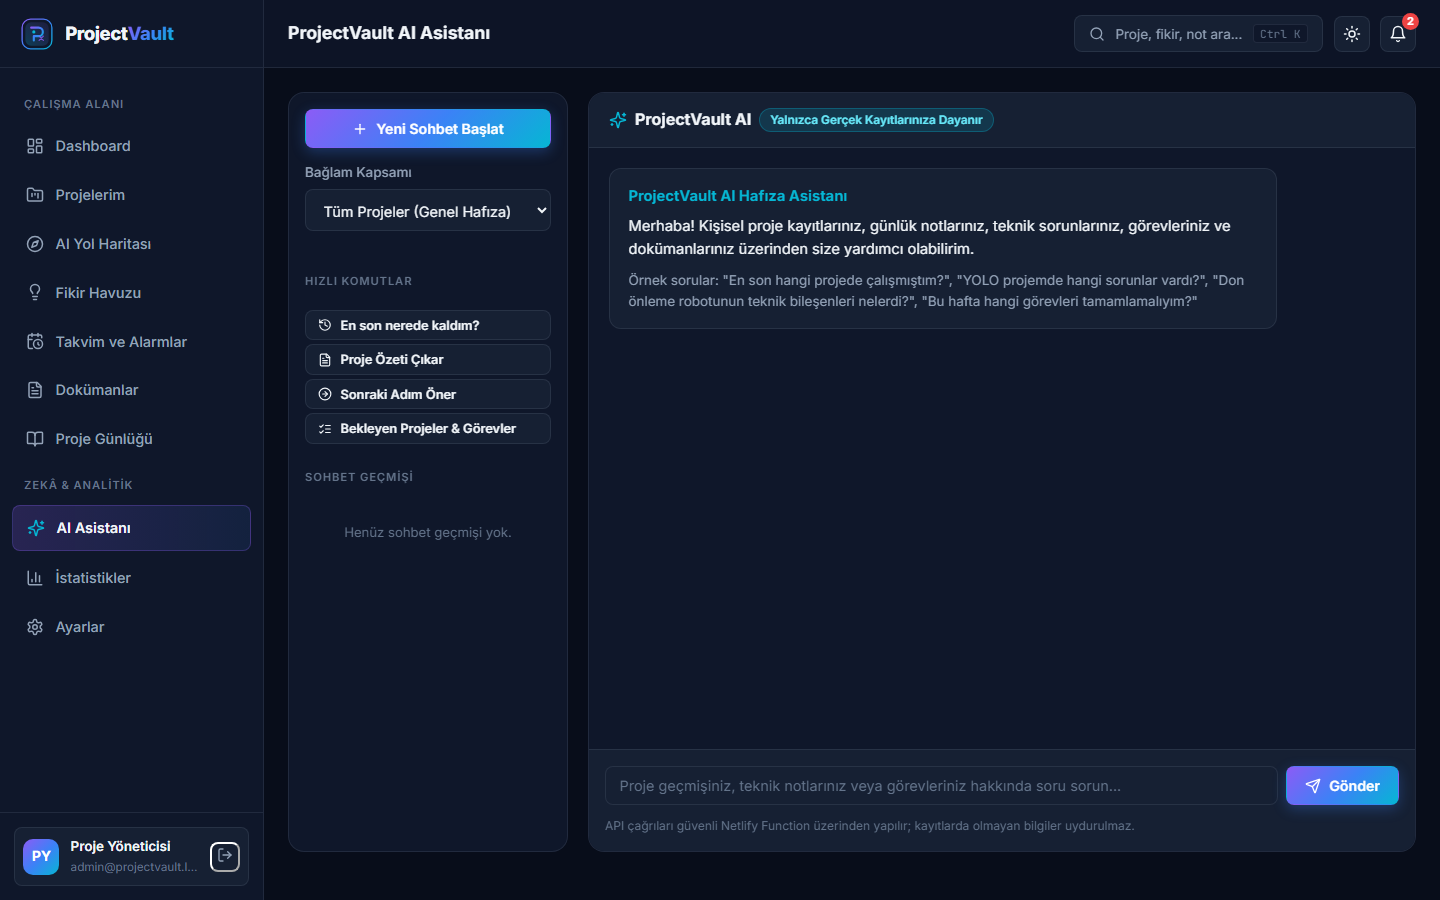 ProjectVault
ÇALIŞMA ALANI
Dashboard
Projelerim
AI Yol Haritası
Fikir Havuzu
Takvim ve Alarmlar
Dokümanlar
Proje Günlüğü
ZEKÂ & ANALİTİK
AI Asistanı
İstatistikler
Ayarlar
PY
Proje Yöneticisi
admin@projectvault.l...
ProjectVault AI Asistanı
Proje, fikir, not ara...
Ctrl K
2
Yeni Sohbet Başlat
Bağlam Kapsamı
Tüm Projeler (Genel Hafıza)
HIZLI KOMUTLAR
En son nerede kaldım?
Proje Özeti Çıkar
Sonraki Adım Öner
Bekleyen Projeler & Görevler
SOHBET GEÇMİŞİ
Henüz sohbet geçmişi yok.
ProjectVault AI
Yalnızca Gerçek Kayıtlarınıza Dayanır
ProjectVault AI Hafıza Asistanı
Merhaba! Kişisel proje kayıtlarınız, günlük notlarınız, teknik sorunlarınız, görevleriniz ve
dokümanlarınız üzerinden size yardımcı olabilirim.
Örnek sorular: "En son hangi projede çalışmıştım?", "YOLO projemde hangi sorunlar vardı?", "Don
önleme robotunun teknik bileşenleri nelerdi?", "Bu hafta hangi görevleri tamamlamalıyım?"
Proje geçmişiniz, teknik notlarınız veya görevleriniz hakkında soru sorun...
Gönder
API çağrıları güvenli Netlify Function üzerinden yapılır; kayıtlarda olmayan bilgiler uydurulmaz.